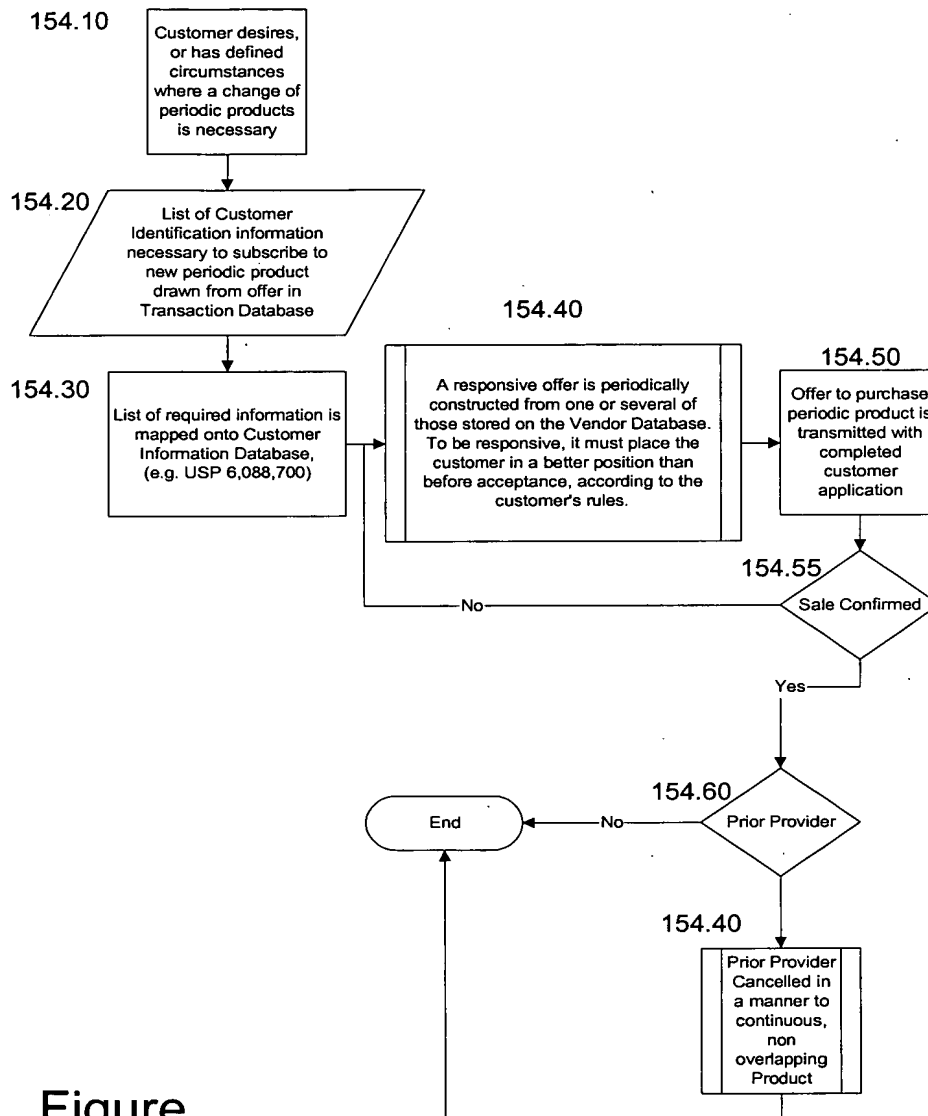 154.10
Customer desires,
or has defined
circumstances
where a change of
periodic products
is necessary
154.20
List of Customer
Identification information
necessary to subscribe to
new periodic product
drawn from offer in
Transaction Database
154.30
List of required information is
mapped onto Customer
Information Database,
(e.g. USP 6,088,700)
154.40
A responsive offer is periodically
constructed from one or several of
those stored on the Vendor Database.
To be responsive, it must place the
customer in a better position than
before acceptance, according to the
customer's rules.
154.50
Offer to purchase
periodic product is
transmitted with
completed
customer
application
154.55
Sale Confirmed
No
Yes
154.60
Prior Provider
No
End
154.40
Prior Provider
Cancelled in
a manner to
continuous,
non
overlapping
Product
Figure